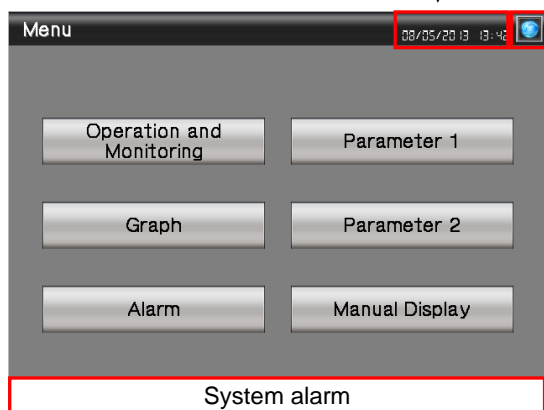 Menu
08/05/2013 13:42
Operation and
Monitoring
Parameter 1
Graph
Parameter 2
Alarm
Manual Display
System alarm